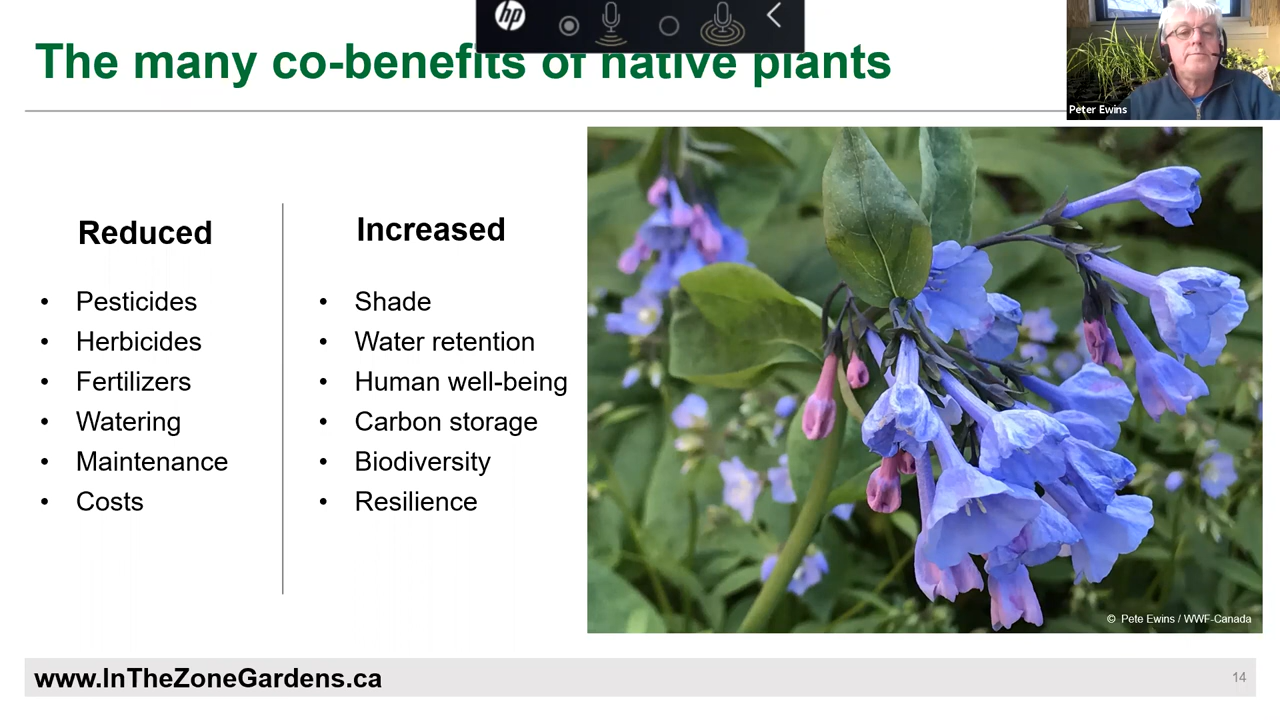 hp
The many co-benefits of native plants
Peter Ewins
Reduced
• Pesticides
• Herbicides
• Fertilizers
• Watering
• Maintenance
• Costs
Increased
• Shade
• Water retention
• Human well-being
• Carbon storage
• Biodiversity
• Resilience
© Pete Ewins / WWF-Canada
www.InTheZoneGardens.ca
14